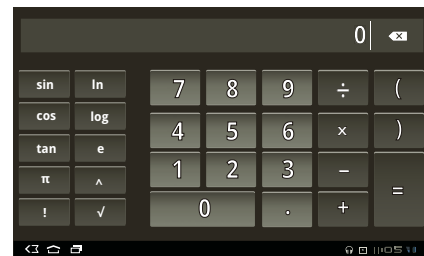 0
sin ln 7 8 9 ÷ (
cos log 4 5 6 x )
tan e 1 2 3 − =
π ^ 0 . +
! √